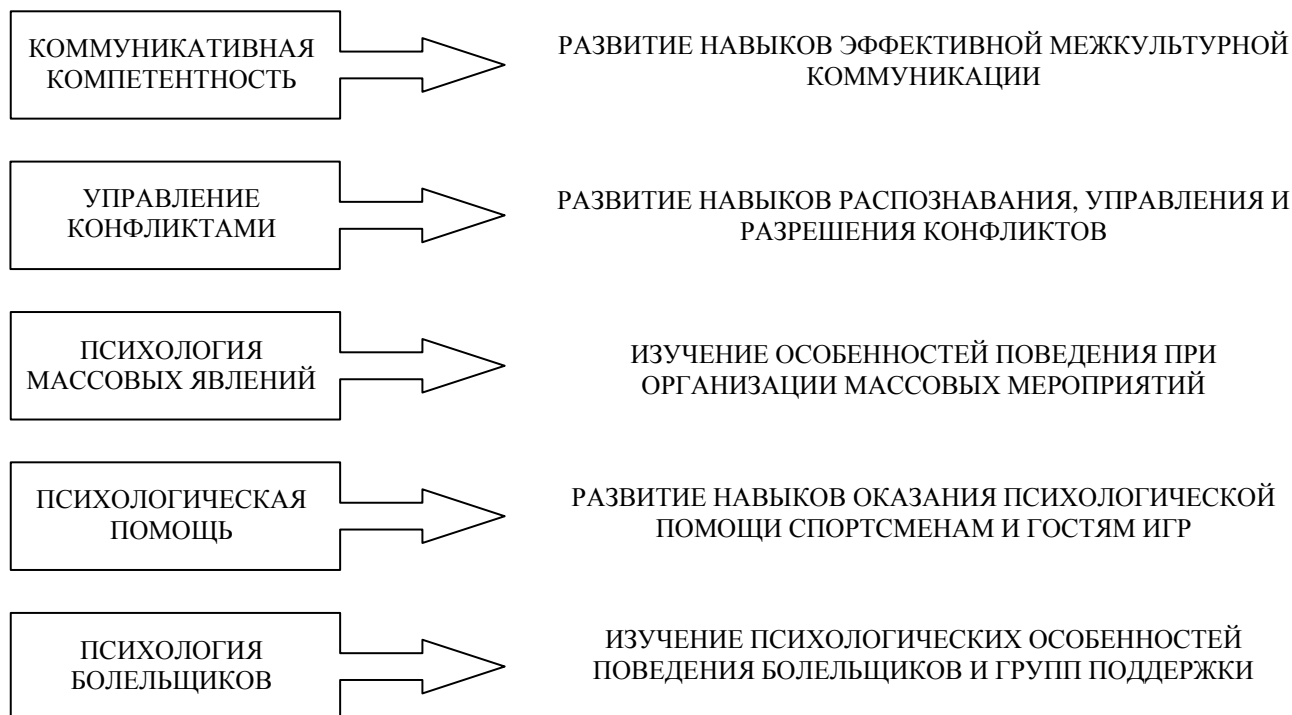 КОММУНИКАТИВНАЯ
КОМПЕТЕНТНОСТЬ
РАЗВИТИЕ НАВЫКОВ ЭФФЕКТИВНОЙ МЕЖКУЛЬТУРНОЙ
КОММУНИКАЦИИ
УПРАВЛЕНИЕ
КОНФЛИКТАМИ
РАЗВИТИЕ НАВЫКОВ РАСПОЗНАВАНИЯ, УПРАВЛЕНИЯ И
РАЗРЕШЕНИЯ КОНФЛИКТОВ
ПСИХОЛОГИЯ
МАССОВЫХ ЯВЛЕНИЙ
ИЗУЧЕНИЕ ОСОБЕННОСТЕЙ ПОВЕДЕНИЯ ПРИ
ОРГАНИЗАЦИИ МАССОВЫХ МЕРОПРИЯТИЙ
ПСИХОЛОГИЧЕСКАЯ
ПОМОЩЬ
РАЗВИТИЕ НАВЫКОВ ОКАЗАНИЯ ПСИХОЛОГИЧЕСКОЙ
ПОМОЩИ СПОРТСМЕНАМ И ГОСТЯМ ИГР
ПСИХОЛОГИЯ
БОЛЕЛЬЩИКОВ
ИЗУЧЕНИЕ ПСИХОЛОГИЧЕСКИХ ОСОБЕННОСТЕЙ
ПОВЕДЕНИЯ БОЛЕЛЬЩИКОВ И ГРУПП ПОДДЕРЖКИ